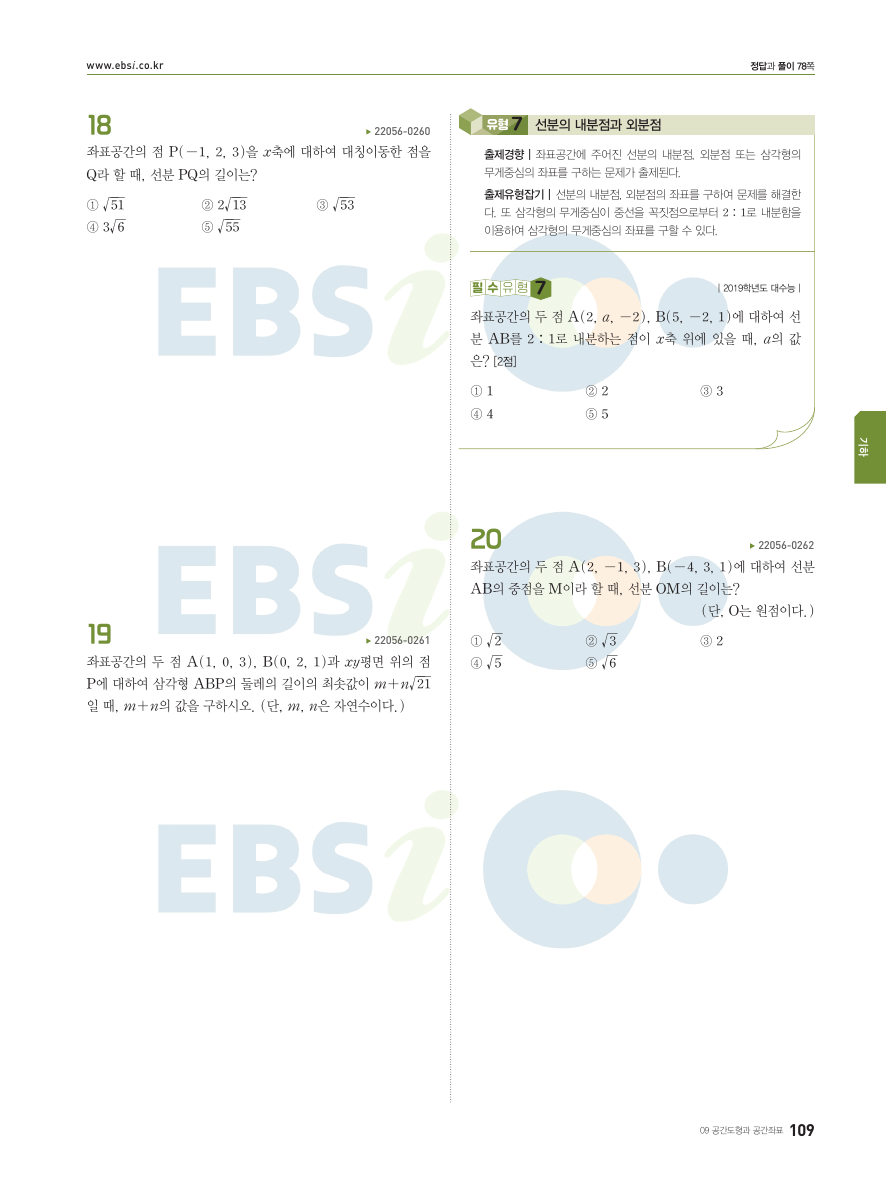 www.ebsi.co.kr
정답과 풀이 78쪽
18
▶ 22056-0260
좌표공간의 점 P(-1, 2, 3)을 x축에 대하여 대칭이동한 점을
Q라 할 때, 선분 PQ의 길이는?
① √51 ② 2√13 ③ √53
④ 3√6 ⑤ √55
19
▶ 22056-0261
좌표공간의 두 점 A(1, 0, 3), B(0, 2, 1)과 xy평면 위의 점
P에 대하여 삼각형 ABP의 둘레의 길이의 최솟값이 m+n√21
일 때, m+n의 값을 구하시오. (단, m, n은 자연수이다.)
유형 7 선분의 내분점과 외분점
출제경향 | 좌표공간에 주어진 선분의 내분점, 외분점 또는 삼각형의
무게중심의 좌표를 구하는 문제가 출제된다.
출제유형잡기 | 선분의 내분점, 외분점의 좌표를 구하여 문제를 해결한
다. 또 삼각형의 무게중심이 중선을 꼭짓점으로부터 2 : 1로 내분함을
이용하여 삼각형의 무게중심의 좌표를 구할 수 있다.
필수유형 7
| 2019학년도 대수능 |
좌표공간의 두 점 A(2, a, -2), B(5, -2, 1)에 대하여 선
분 AB를 2 : 1로 내분하는 점이 x축 위에 있을 때, a의 값
은? [2점]
① 1 ② 2 ③ 3
④ 4 ⑤ 5
20
▶ 22056-0262
좌표공간의 두 점 A(2, -1, 3), B(-4, 3, 1)에 대하여 선분
AB의 중점을 M이라 할 때, 선분 OM의 길이는?
(단, O는 원점이다.)
① √2 ② √3 ③ 2
④ √5 ⑤ √6
기하
EBSi
EBSi
EBSi
09 공간도형과 공간좌표 109